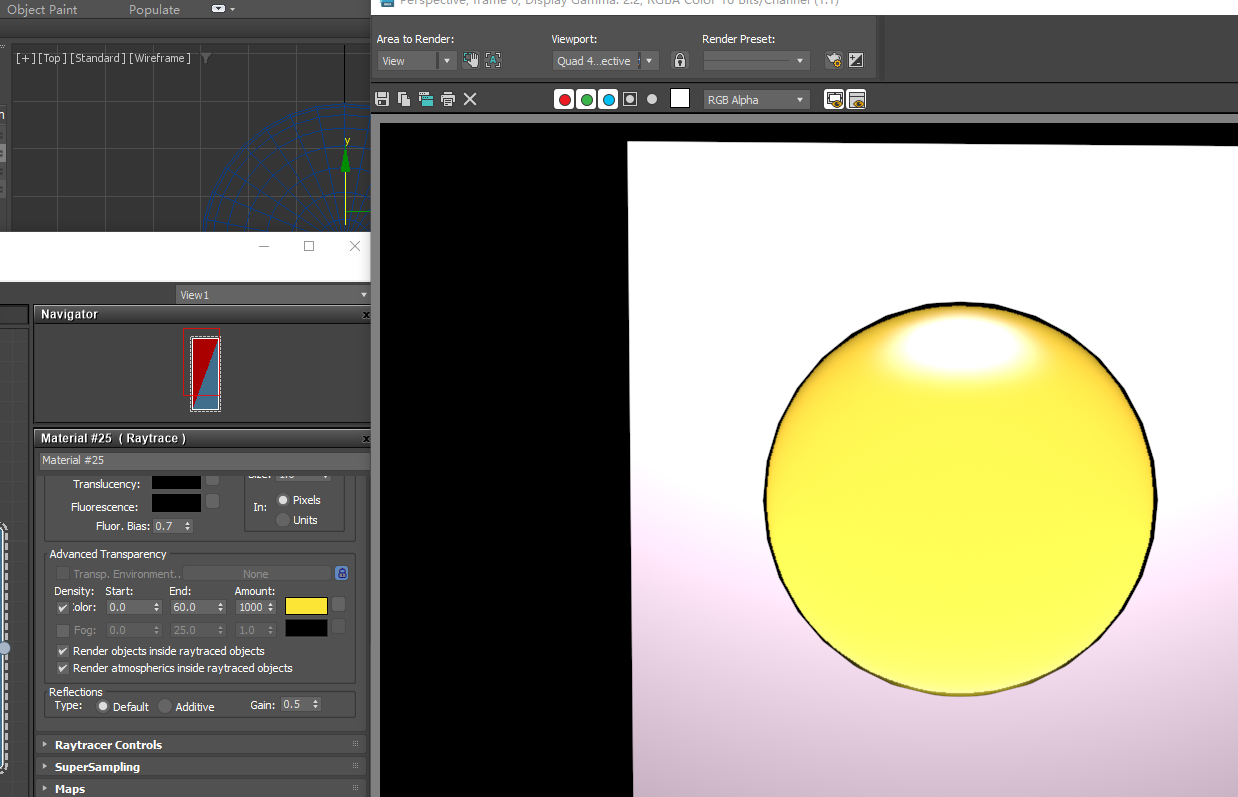 Object Paint
Populate
[+][Top][Standard][Wireframe]
y
View1
Navigator
x
Material #25 ( Raytrace )
x
Material #25
Translucency:
Fluorescence:
Fluor. Bias: 0.7
Size: 1.0
In:
Pixels
Units
Advanced Transparency
Transp. Environment..
None
Density: Start: End: Amount:
Color: 0.0 60.0 1000
Fog: 0.0 25.0 1.0
Render objects inside raytraced objects
Render atmospherics inside raytraced objects
Reflections
Type: Default Additive Gain: 0.5
Raytracer Controls
SuperSampling
Maps
Perspective, frame 0, Display Gamma: 2.2, RGBA Color 16 Bits/Channel (1:1)
Area to Render:
Viewport:
Render Preset:
View
Quad 4...ective
RGB Alpha